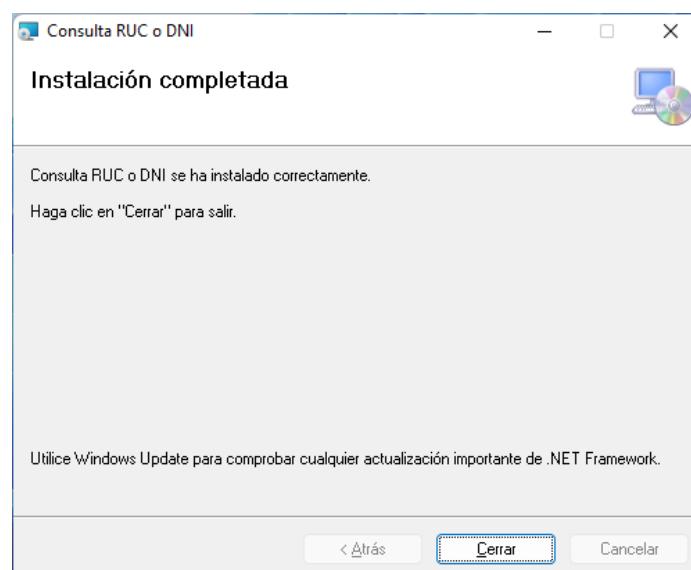 Consulta RUC o DNI
Instalación completada
Consulta RUC o DNI se ha instalado correctamente.
Haga clic en "Cerrar" para salir.
Utilice Windows Update para comprobar cualquier actualización importante de .NET Framework.
< Atrás
Cerrar
Cancelar